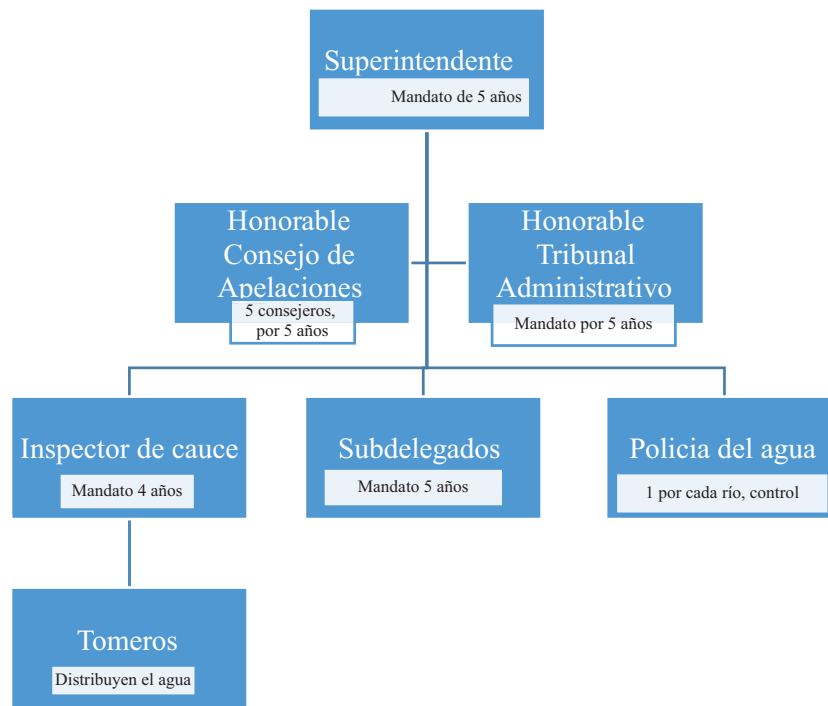 Superintendente
Mandato de 5 años
Honorable
Consejo de
Apelaciones
5 consejeros,
por 5 años
Honorable
Tribunal
Administrativo
Mandato por 5 años
Inspector de cauce
Mandato 4 años
Subdelegados
Mandato 5 años
Policia del agua
1 por cada río, control
Tomeros
Distribuyen el agua